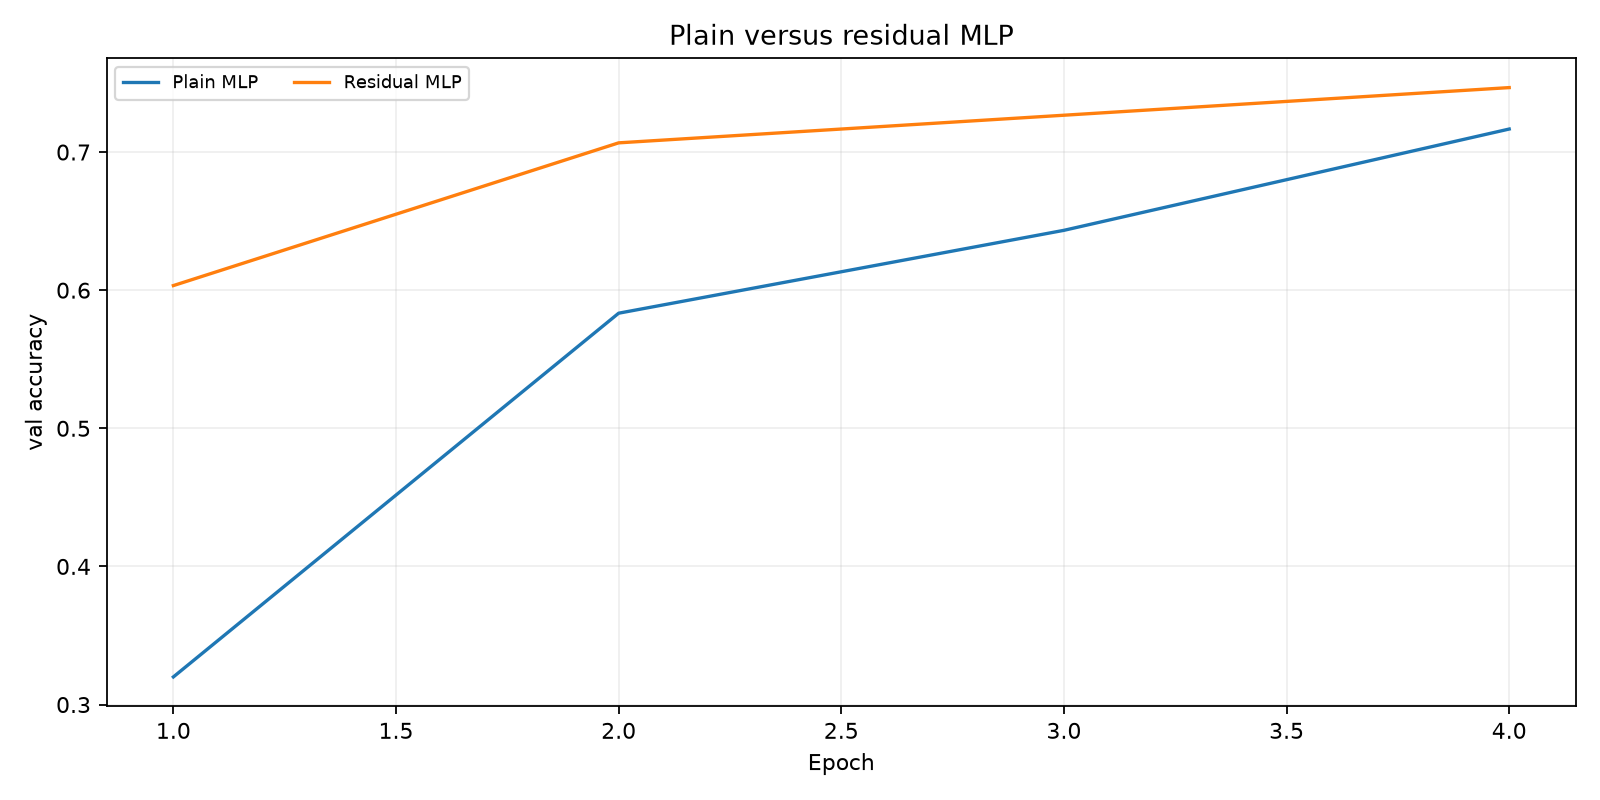 Plain versus residual MLP
Plain MLP Residual MLP
val accuracy
0.7
0.6
0.5
0.4
0.3
1.0 1.5 2.0 2.5 3.0 3.5 4.0
Epoch